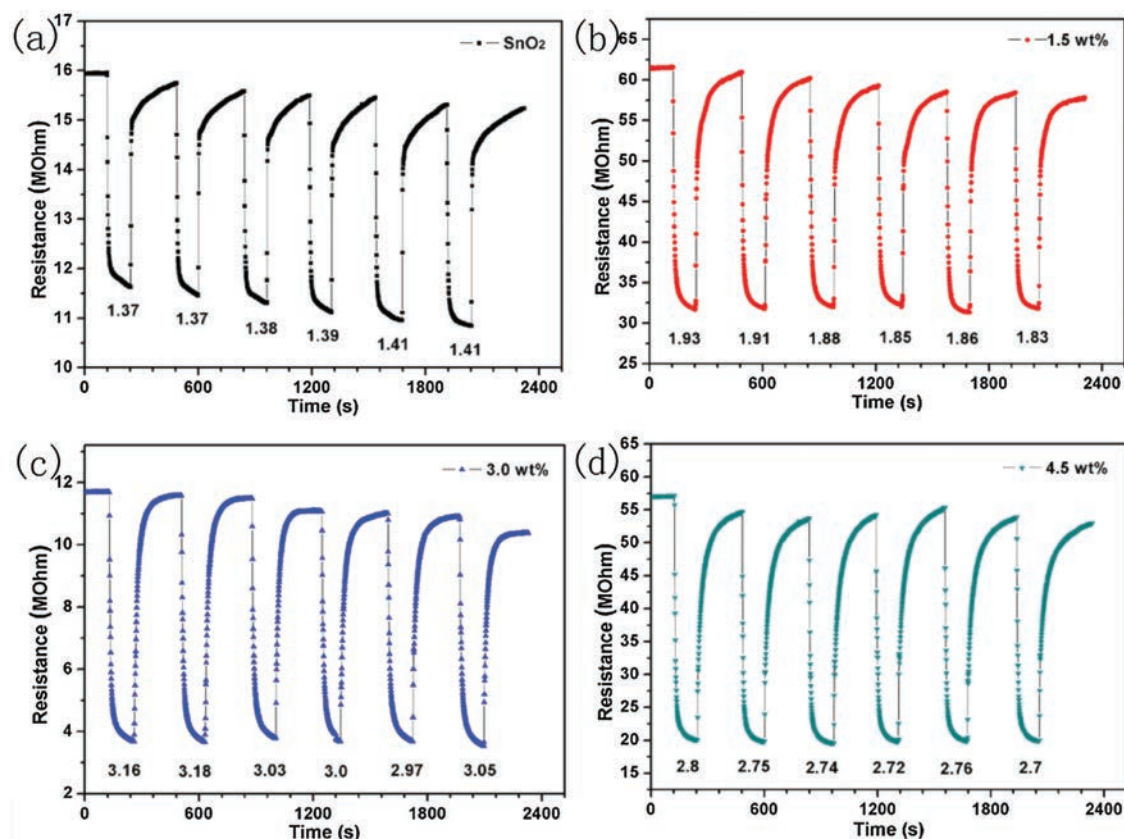 (a)
SnO₂
Resistance (MOhm)
16
15
14
13
12
11
10
1.37 1.37 1.38 1.39 1.41 1.41
0 600 1200 1800 2400
Time (s)
(b)
1.5 wt%
Resistance (MOhm)
65
60
55
50
45
40
35
30
25
1.93 1.91 1.88 1.85 1.86 1.83
0 600 1200 1800 2400
Time (s)
(c)
3.0 wt%
Resistance (MOhm)
12
10
8
6
4
2
3.16 3.18 3.03 3.0 2.97 3.05
0 600 1200 1800 2400
Time (s)
(d)
4.5 wt%
Resistance (MOhm)
65
60
55
50
45
40
35
30
25
20
15
2.8 2.75 2.74 2.72 2.76 2.7
0 600 1200 1800 2400
Time (s)